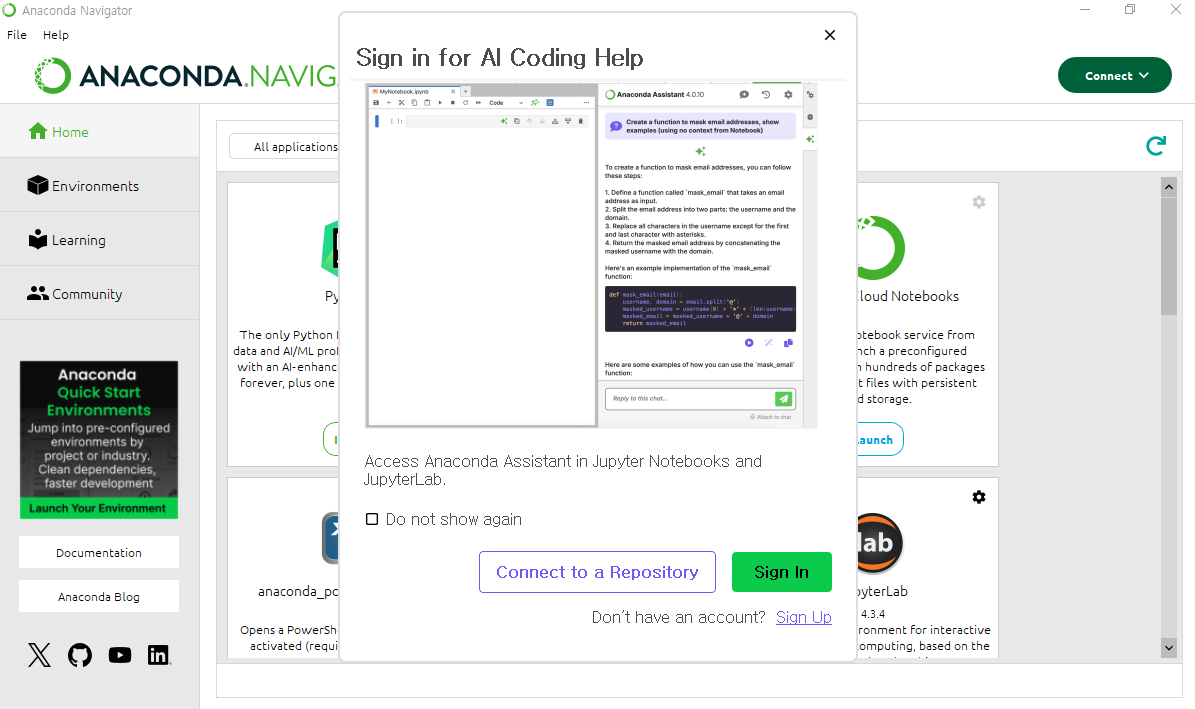 Anaconda Navigator
File Help
ANACONDA.NAVIG
Connect
Home
Environments
Learning
Community
Anaconda
Quick Start
Environments
Jump into pre-configured
environments by
project or industry.
Clean dependencies,
faster development
Launch Your Environment
Documentation
Anaconda Blog
All applications
The only Python
data and AI/ML
with an AI-enhanc
forever, plus one
anaconda_po
Opens a PowerShe
activated (requi
Sign in for AI Coding Help
MyNotebook.ipynb
Code
[ ]:
Anaconda Assistant 4.0.10
Create a function to mask email addresses, show
examples (using no context from Notebook)
To create a function to mask email addresses, you can follow
these steps:
1. Define a function called `mask_email` that takes an email
address as input.
2. Split the email address into two parts: the username and the
domain.
3. Replace all characters in the username except for the first
and last character with asterisks.
4. Return the masked email address by concatenating the
masked username with the domain.
Here's an example implementation of the `mask_email`
function:
def mask_email(email):
username, domain = email.split('@')
masked_username = username[0] + '*' * (len(username)
masked_email = masked_username + '@' + domain
return masked_email
Here are some examples of how you can use the `mask_email`
function:
Reply to this chat...
Attach to chat
Access Anaconda Assistant in Jupyter Notebooks and
JupyterLab.
Do not show again
Connect to a Repository
Sign In
Don't have an account? Sign Up
Cloud Notebooks
otebook service from
nch a preconfigured
hundreds of packages
t files with persistent
d storage.
aunch
lab
yterLab
4.3.4
ronment for interactive
omputing, based on the